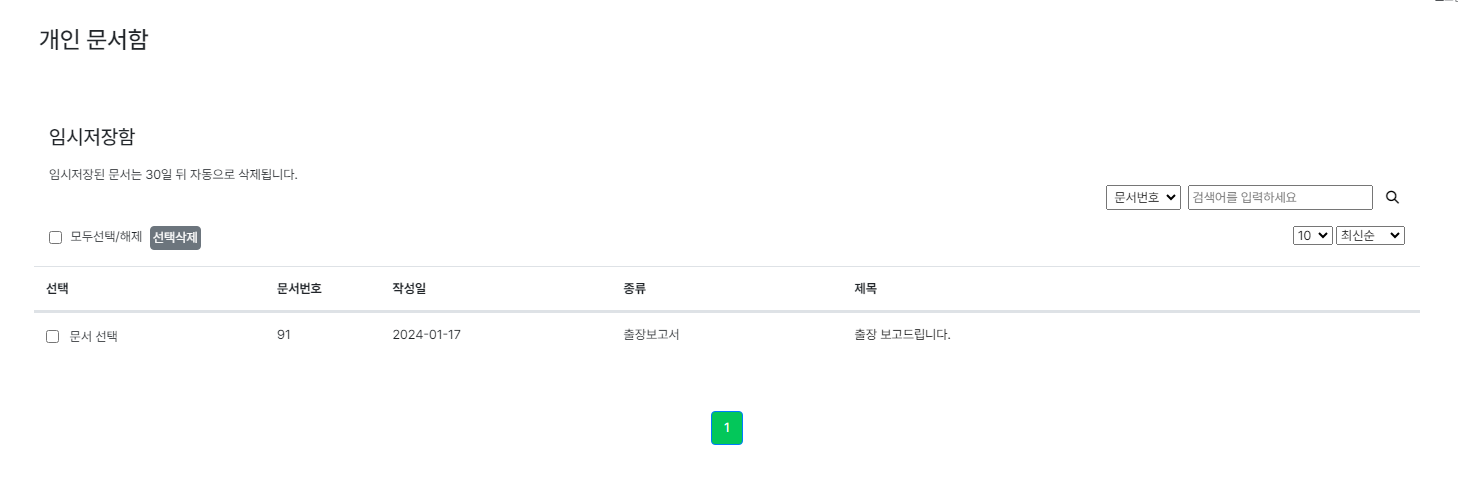 개인 문서함
임시저장함
임시저장된 문서는 30일 뒤 자동으로 삭제됩니다.
문서번호 검색어를 입력하세요
모두선택/해제 선택삭제 10 최신순
선택 문서번호 작성일 종류 제목
문서 선택 91 2024-01-17 출장보고서 출장 보고드립니다.
1